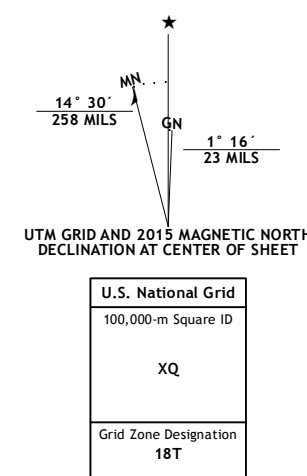 MN
GN
14° 30´
258 MILS
1° 16´
23 MILS
UTM GRID AND 2015 MAGNETIC NORTH
DECLINATION AT CENTER OF SHEET
U.S. National Grid
100,000-m Square ID
XQ
Grid Zone Designation
18T